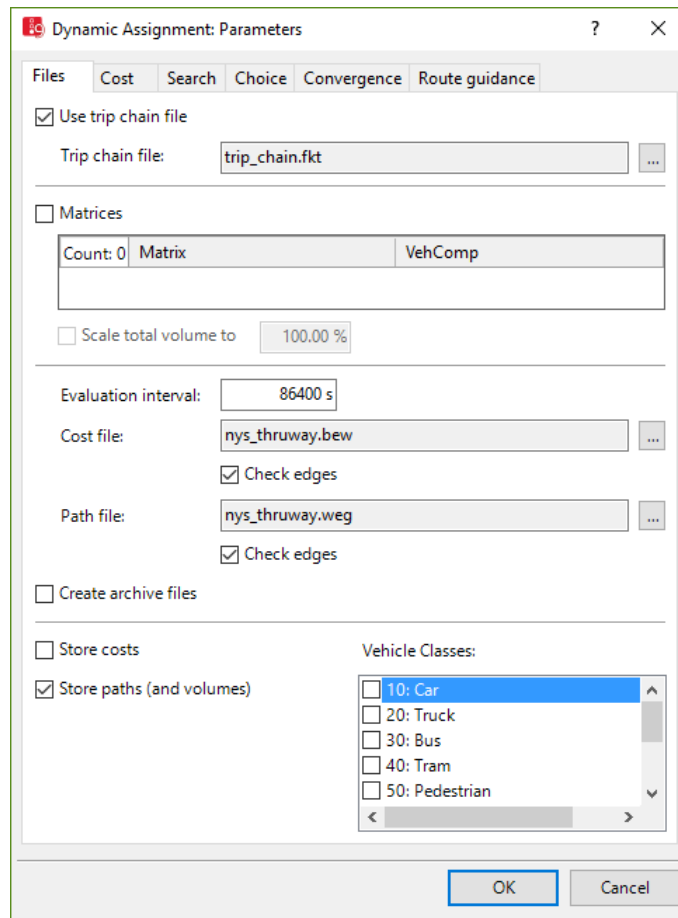 Dynamic Assignment: Parameters ?
Files Cost Search Choice Convergence Route guidance
Use trip chain file
Trip chain file: trip_chain.fkt ...
Matrices
Count: 0 Matrix VehComp
Scale total volume to 100.00 %
Evaluation interval: 86400 s
Cost file: nys_thruway.bew ...
Check edges
Path file: nys_thruway.weg ...
Check edges
Create archive files
Store costs Vehicle Classes:
Store paths (and volumes) 10: Car
20: Truck
30: Bus
40: Tram
50: Pedestrian
OK Cancel